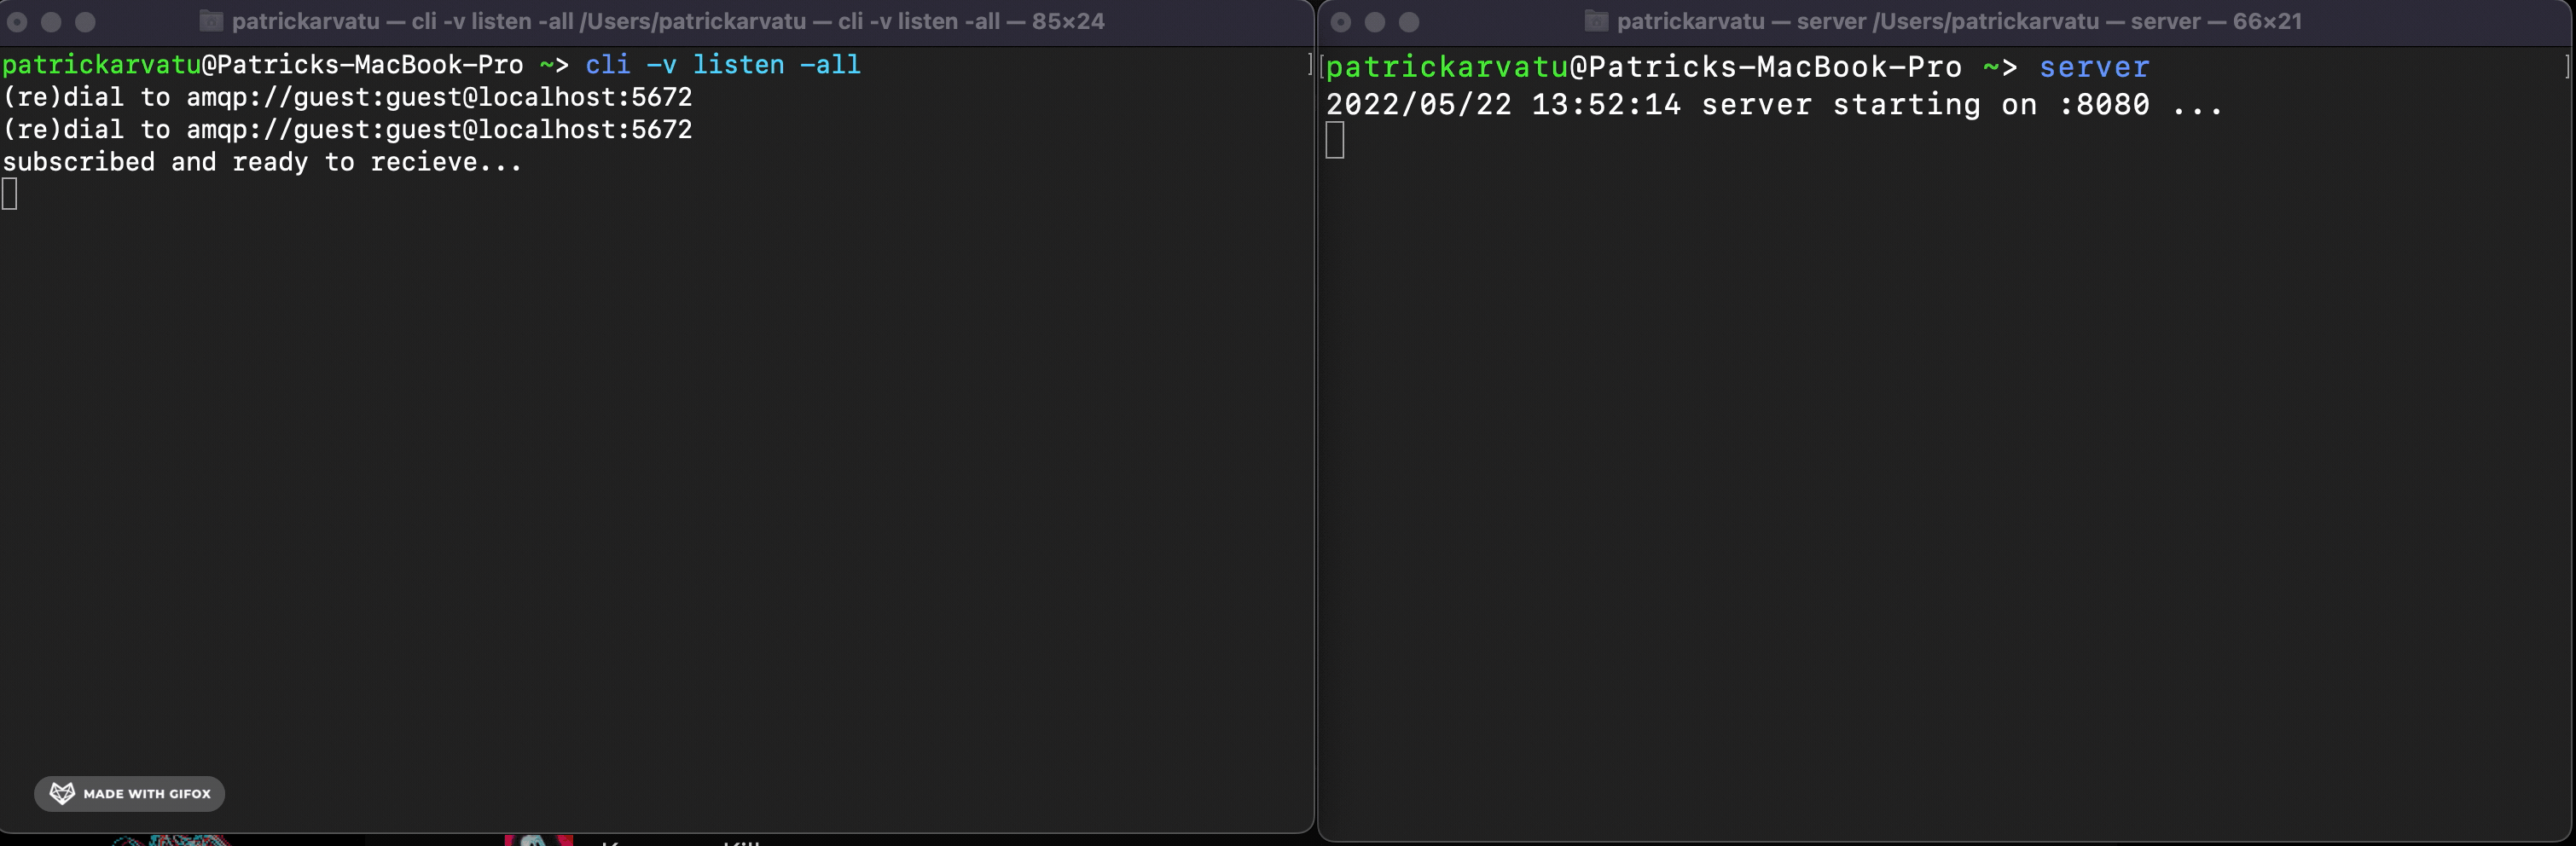 patrickarvatu — cli -v listen -all /Users/patrickarvatu — cli -v listen -all — 85×24
patrickarvatu@Patricks-MacBook-Pro ~> cli -v listen -all
(re)dial to amqp://guest:guest@localhost:5672
(re)dial to amqp://guest:guest@localhost:5672
subscribed and ready to recieve...
MADE WITH GIFOX
patrickarvatu — server /Users/patrickarvatu — server — 66×21
patrickarvatu@Patricks-MacBook-Pro ~> server
2022/05/22 13:52:14 server starting on :8080 ...